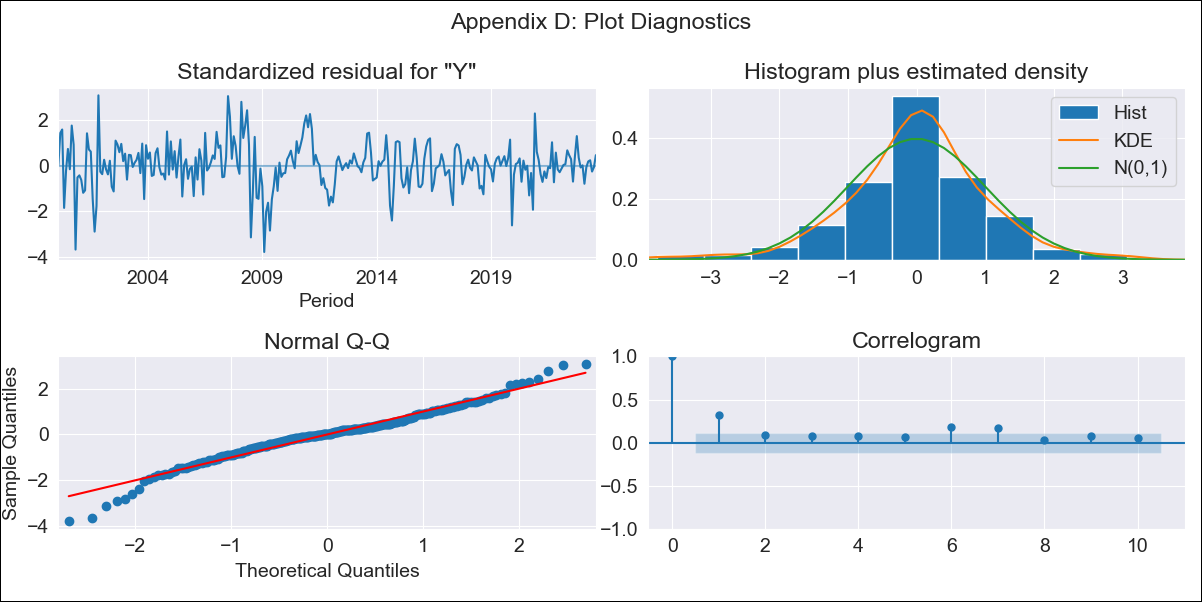 Appendix D: Plot Diagnostics
Standardized residual for "Y"
2
0
−2
−4
2004 2009 2014 2019
Period
Histogram plus estimated density
0.4
0.2
0.0
Hist
KDE
N(0,1)
−3 −2 −1 0 1 2 3
Normal Q-Q
Sample Quantiles
2
0
−2
−4
−2 −1 0 1 2
Theoretical Quantiles
Correlogram
1.0
0.5
0.0
−0.5
−1.0
0 2 4 6 8 10